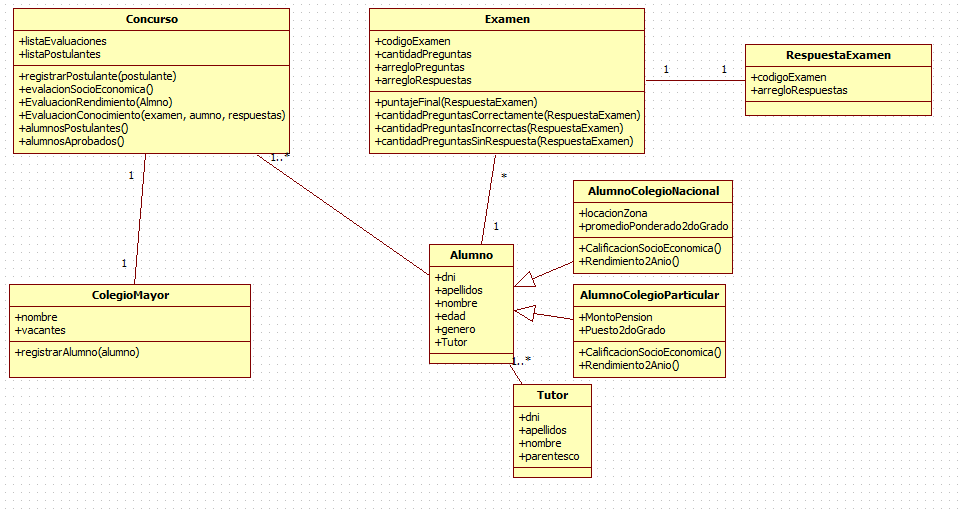 Concurso
+listaEvaluaciones
+listaPostulantes
+registrarPostulante(postulante)
+evalacionSocioEconomica()
+EvaluacionRendimiento(Almno)
+EvaluacionConocimiento(examen, aumno, respuestas)
+alumnosPostulantes()
+alumnosAprobados()
Examen
+codigoExamen
+cantidadPreguntas
+arregloPreguntas
+arregloRespuestas
+puntajeFinal(RespuestaExamen)
+cantidadPreguntasCorrectamente(RespuestaExamen)
+cantidadPreguntasIncorrectas(RespuestaExamen)
+cantidadPreguntasSinRespuesta(RespuestaExamen)
1
1
RespuestaExamen
+codigoExamen
+arregloRespuestas
1..*
1
1
*
1
AlumnoColegioNacional
+locacionZona
+promedioPonderado2doGrado
+CalificacionSocioEconomica()
+Rendimiento2Anio()
Alumno
+dni
+apellidos
+nombre
+edad
+genero
+Tutor
1..*
ColegioMayor
+nombre
+vacantes
+registrarAlumno(alumno)
AlumnoColegioParticular
+MontoPension
+Puesto2doGrado
+CalificacionSocioEconomica()
+Rendimiento2Anio()
Tutor
+dni
+apellidos
+nombre
+parentesco